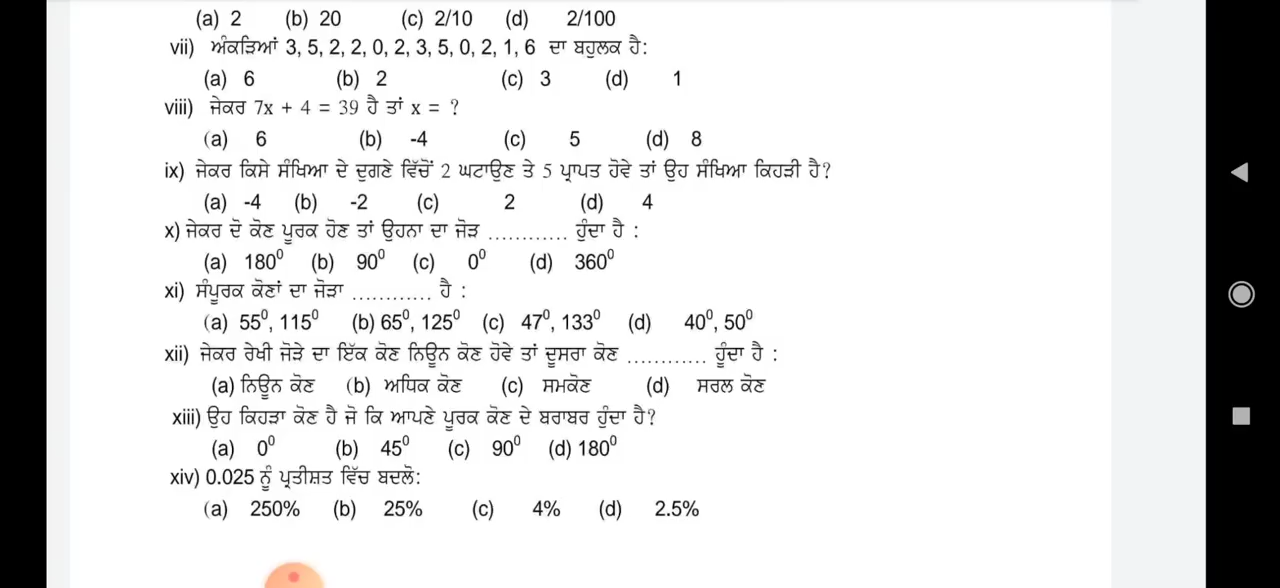 (a) 2 (b) 20 (c) 2/10 (d) 2/100
vii) ਅੰਕੜਿਆਂ 3, 5, 2, 2, 0, 2, 3, 5, 0, 2, 1, 6 ਦਾ ਬਹੁਲਕ ਹੈ:
(a) 6 (b) 2 (c) 3 (d) 1
viii) ਜੇਕਰ 7x + 4 = 39 ਹੈ ਤਾਂ x = ?
(a) 6 (b) -4 (c) 5 (d) 8
ix) ਜੇਕਰ ਕਿਸੇ ਸੰਖਿਆ ਦੇ ਦੁਗਣੇ ਵਿੱਚੋਂ 2 ਘਟਾਉਣ ਤੇ 5 ਪ੍ਰਾਪਤ ਹੋਵੇ ਤਾਂ ਉਹ ਸੰਖਿਆ ਕਿਹੜੀ ਹੈ?
(a) -4 (b) -2 (c) 2 (d) 4
x) ਜੇਕਰ ਦੋ ਕੋਣ ਪੂਰਕ ਹੋਣ ਤਾਂ ਉਹਨਾ ਦਾ ਜੋੜ ............ ਹੁੰਦਾ ਹੈ :
(a) 180⁰ (b) 90⁰ (c) 0⁰ (d) 360⁰
xi) ਸੰਪੂਰਕ ਕੋਣਾਂ ਦਾ ਜੋੜਾ ............ ਹੈ :
(a) 55⁰, 115⁰ (b) 65⁰, 125⁰ (c) 47⁰, 133⁰ (d) 40⁰, 50⁰
xii) ਜੇਕਰ ਰੇਖੀ ਜੋੜੇ ਦਾ ਇੱਕ ਕੋਣ ਨਿਊਨ ਕੋਣ ਹੋਵੇ ਤਾਂ ਦੂਸਰਾ ਕੋਣ ............ ਹੂੰਦਾ ਹੈ :
(a) ਨਿਊਨ ਕੋਣ (b) ਅਧਿਕ ਕੋਣ (c) ਸਮਕੋਣ (d) ਸਰਲ ਕੋਣ
xiii) ਉਹ ਕਿਹੜਾ ਕੋਣ ਹੈ ਜੋ ਕਿ ਆਪਣੇ ਪੂਰਕ ਕੋਣ ਦੇ ਬਰਾਬਰ ਹੁੰਦਾ ਹੈ?
(a) 0⁰ (b) 45⁰ (c) 90⁰ (d) 180⁰
xiv) 0.025 ਨੂੰ ਪ੍ਰਤੀਸ਼ਤ ਵਿੱਚ ਬਦਲੋ:
(a) 250% (b) 25% (c) 4% (d) 2.5%